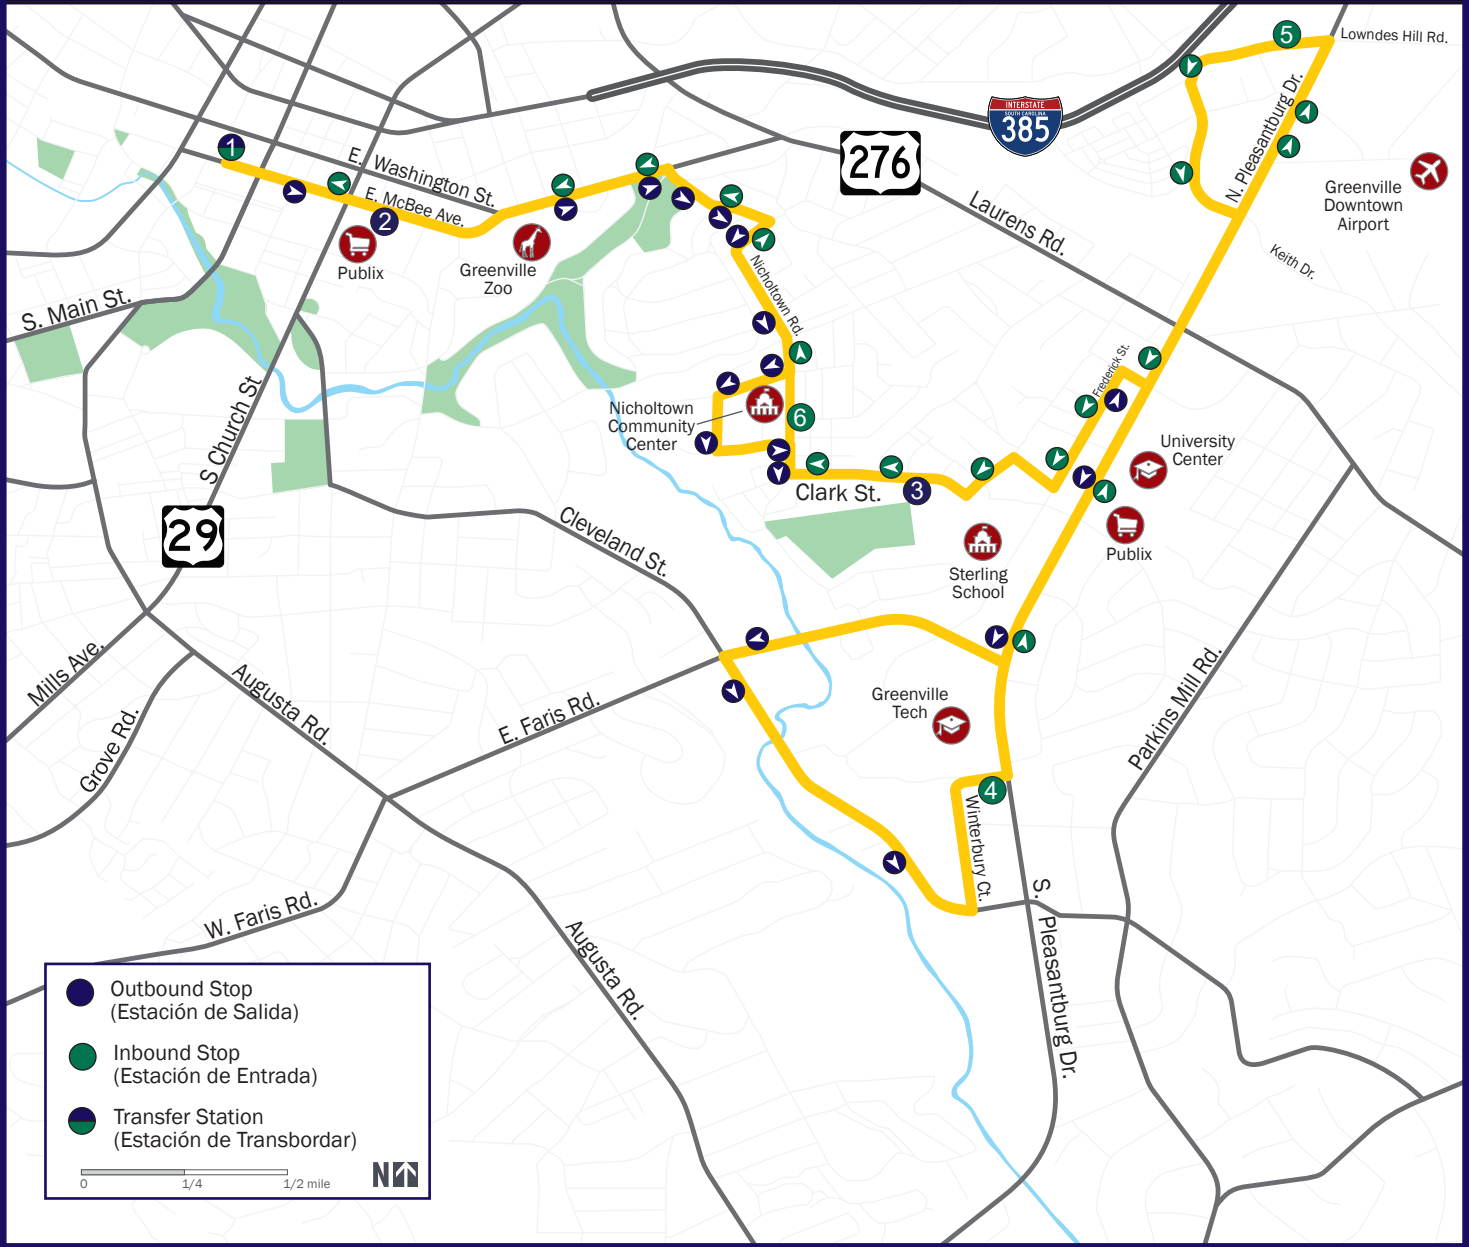 5
Lowndes Hill Rd.
INTERSTATE
SOUTH CAROLINA
385
N. Pleasantburg Dr.
1
E. Washington St.
276
E. McBee Ave.
2
Publix
Greenville
Zoo
Laurens Rd.
Greenville
Downtown
Airport
Keith Dr.
Nicholtown Rd.
S. Main St.
Frederick St.
S Church St
Nicholtown
Community
Center
6
University
Center
Clark St.
3
29
Cleveland St.
Publix
Sterling
School
Mills Ave.
Augusta Rd.
E. Faris Rd.
Greenville
Tech
Parkins Mill Rd.
Grove Rd.
4
Winterbury Ct.
W. Faris Rd.
S. Pleasantburg Dr.
Augusta Rd.
Outbound Stop
(Estación de Salida)
Inbound Stop
(Estación de Entrada)
Transfer Station
(Estación de Transbordar)
0 1/4 1/2 mile
N